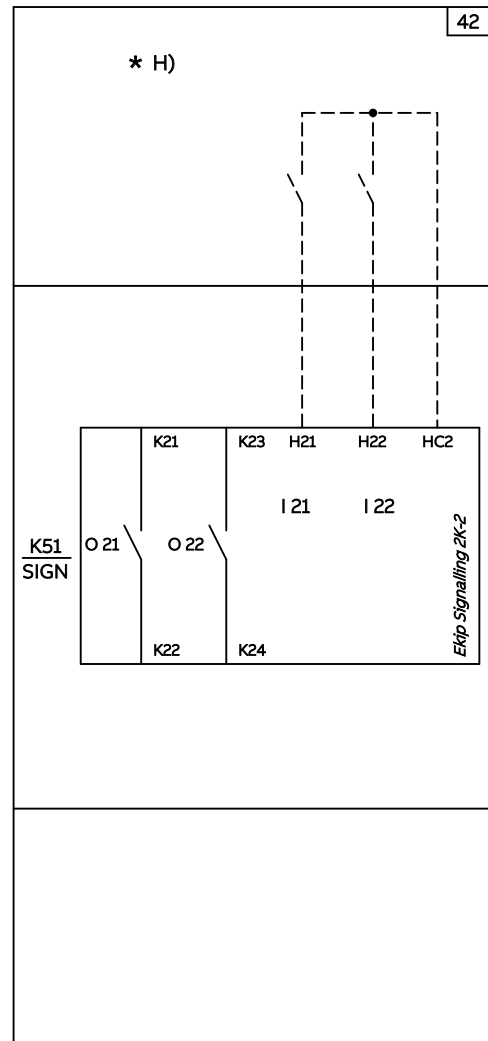 42
* H)
K21 K23 H21 H22 HC2
I 21 I 22
K51 O 21 O 22
SIGN
Ekip Signalling 2K-2
K22 K24